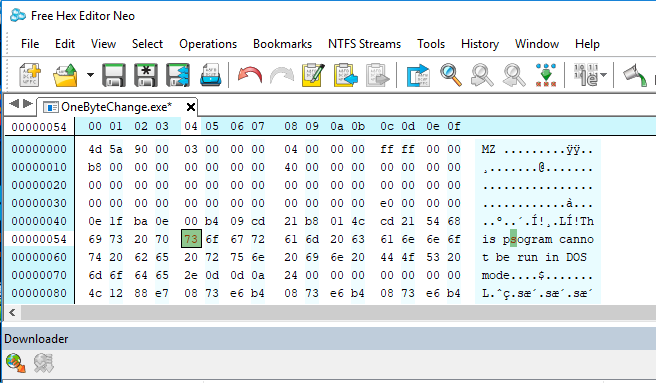 Free Hex Editor Neo
File Edit View Select Operations Bookmarks NTFS Streams Tools History Window Help
OneByteChange.exe*
00000054 00 01 02 03 04 05 06 07 08 09 0a 0b 0c 0d 0e 0f
00000000 4d 5a 90 00 03 00 00 00 04 00 00 00 ff ff 00 00 MZ .........ÿÿ..
00000010 b8 00 00 00 00 00 00 00 40 00 00 00 00 00 00 00 ¸.......@.......
00000020 00 00 00 00 00 00 00 00 00 00 00 00 00 00 00 00 ................
00000030 00 00 00 00 00 00 00 00 00 00 00 00 e0 00 00 00 ............à...
00000040 0e 1f ba 0e 00 b4 09 cd 21 b8 01 4c cd 21 54 68 ..º..´.Í!¸.LÍ!Th
00000054 69 73 20 70 73 6f 67 72 61 6d 20 63 61 6e 6e 6f is psogram canno
00000060 74 20 62 65 20 72 75 6e 20 69 6e 20 44 4f 53 20 t be run in DOS
00000070 6d 6f 64 65 2e 0d 0d 0a 24 00 00 00 00 00 00 00 mode....$.......
00000080 4c 12 88 e7 08 73 e6 b4 08 73 e6 b4 08 73 e6 b4 L.ˆç.sæ´.sæ´.sæ´
Downloader